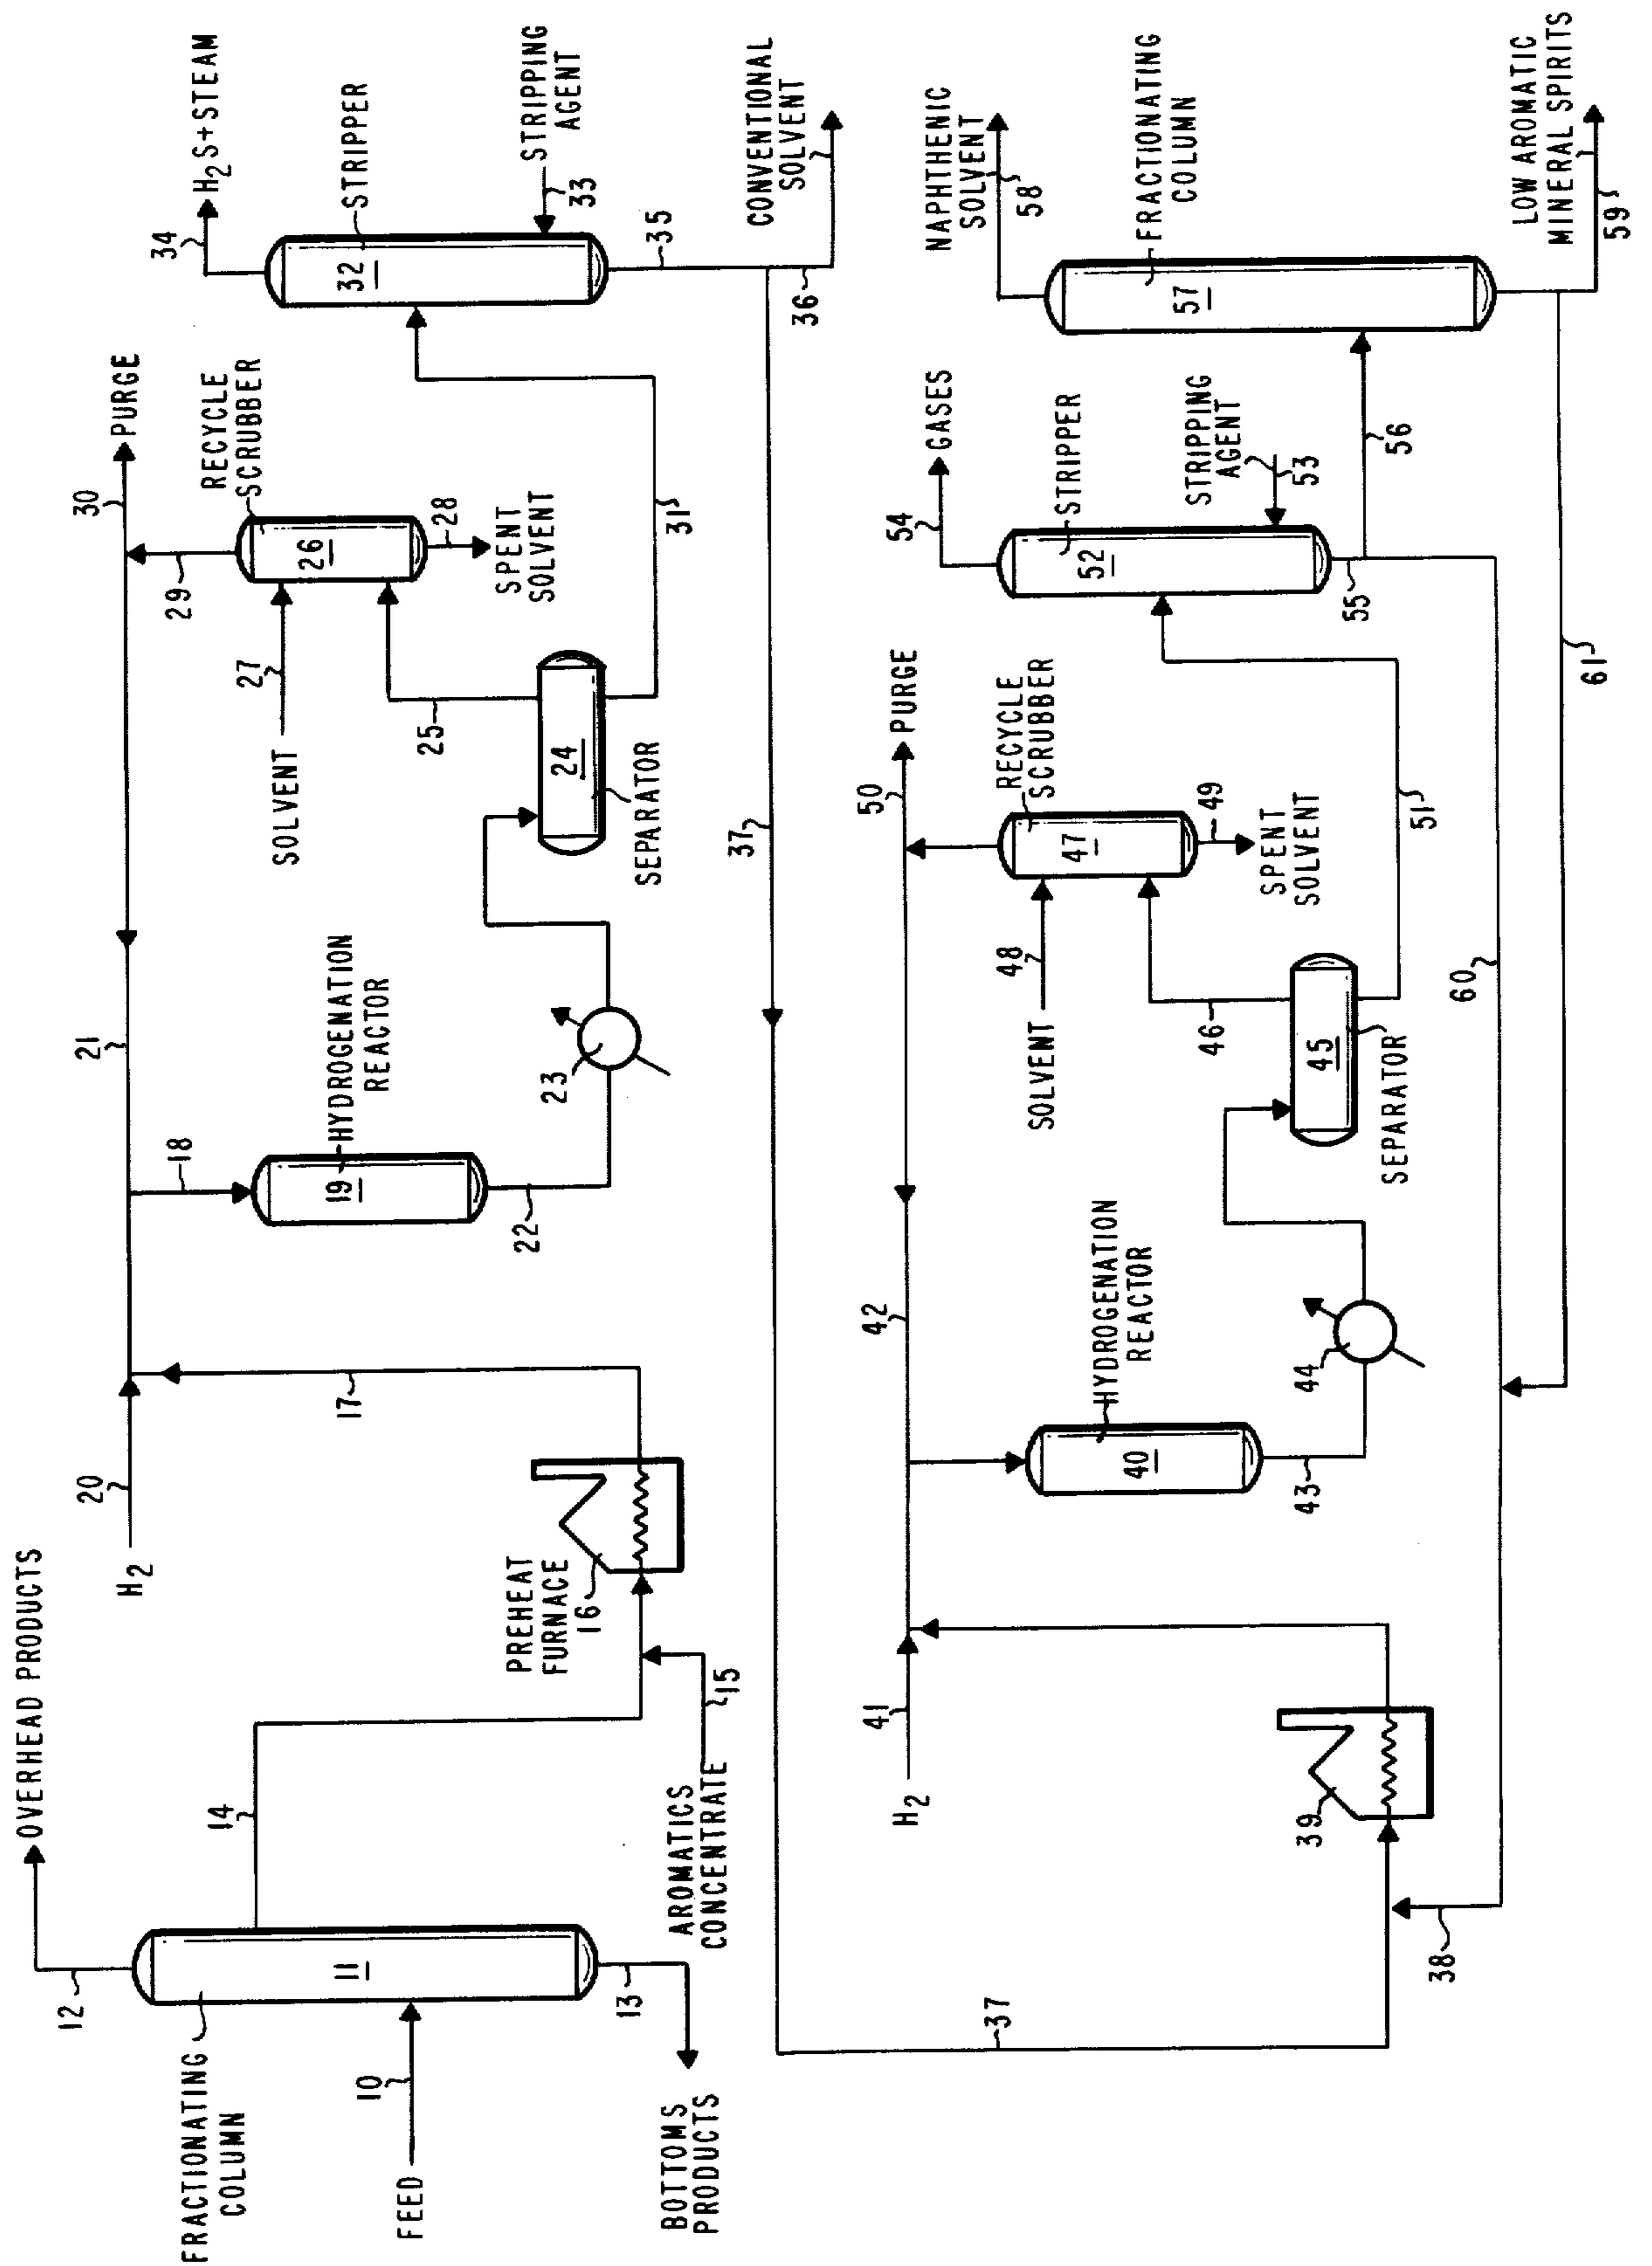 OVERHEAD PRODUCTS
12
FRACTIONATING
COLUMN
11
10
FEED
13
BOTTOMS
PRODUCTS
14
AROMATICS
CONCENTRATE
15
PREHEAT
FURNACE
16
17
H2
20
18
21
19
HYDROGENATION
REACTOR
22
23
24
SEPARATOR
25
SOLVENT
27
26
RECYCLE
SCRUBBER
28
SPENT
SOLVENT
29
30
PURGE
31
32
STRIPPER
33
STRIPPING
AGENT
34
H2S+STEAM
35
36
CONVENTIONAL
SOLVENT
37
37
38
39
H2
41
42
40
HYDROGENATION
REACTOR
43
44
45
SEPARATOR
46
SOLVENT
48
47
RECYCLE
SCRUBBER
49
SPENT
SOLVENT
50
PURGE
51
52
STRIPPER
STRIPPING
AGENT
53
54
GASES
55
56
57
FRACTIONATING
COLUMN
NAPHTHENIC
SOLVENT
58
LOW AROMATIC
MINERAL SPIRITS
59
60
61